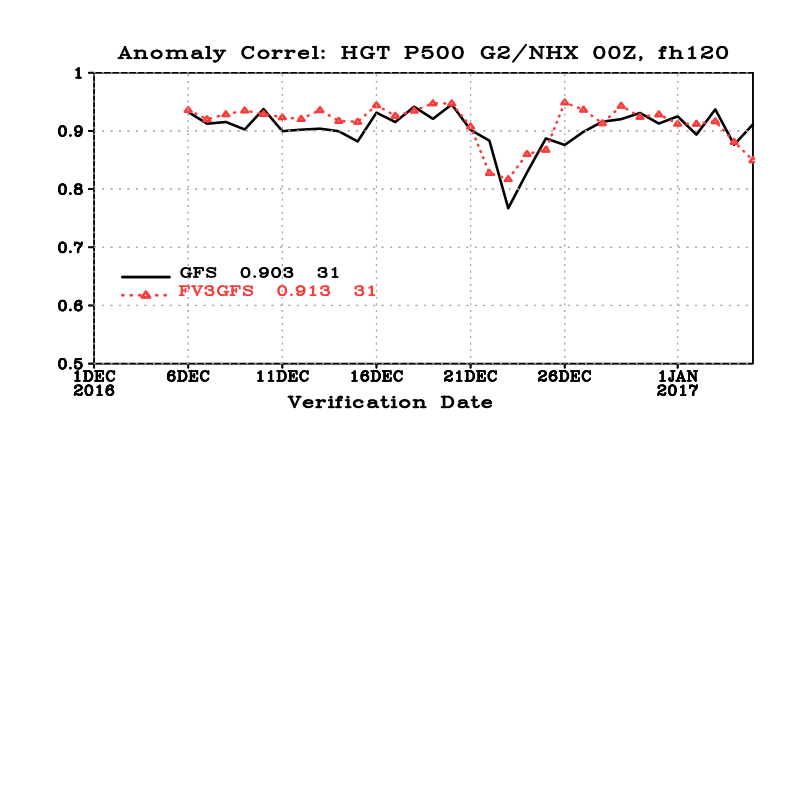 Anomaly Correl: HGT P500 G2/NHX 00Z, fh120
1
0.9
0.8
0.7
0.6
0.5
GFS 0.903 31
FV3GFS 0.913 31
1DEC 6DEC 11DEC 16DEC 21DEC 26DEC 1JAN
2016 2017
Verification Date